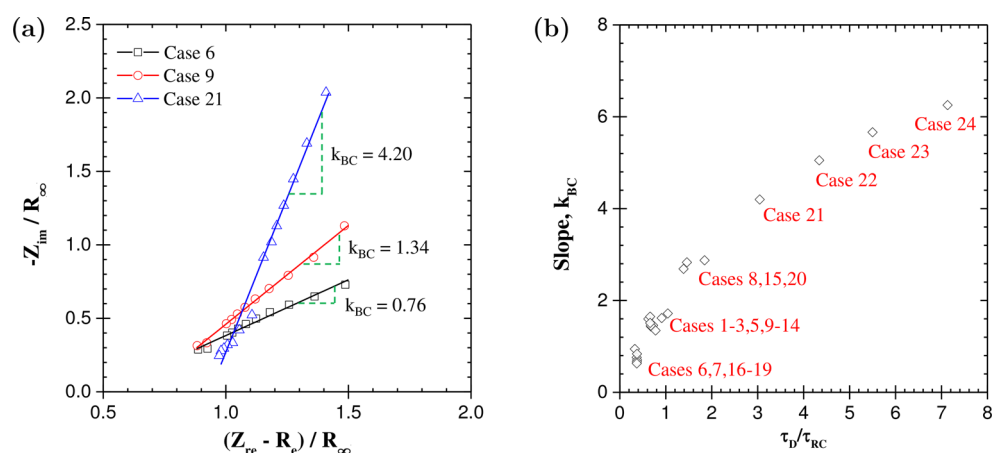 (a)
2.5
2.0
1.5
1.0
0.5
0.0
-Z_im / R_∞
Case 6
Case 9
Case 21
k_BC = 4.20
k_BC = 1.34
k_BC = 0.76
0.5 1.0 1.5 2.0
(Z_re - R_e) / R_∞
(b)
8
6
4
2
0
Slope, k_BC
Case 24
Case 23
Case 22
Case 21
Cases 8,15,20
Cases 1-3,5,9-14
Cases 6,7,16-19
0 1 2 3 4 5 6 7 8
τ_D/τ_RC